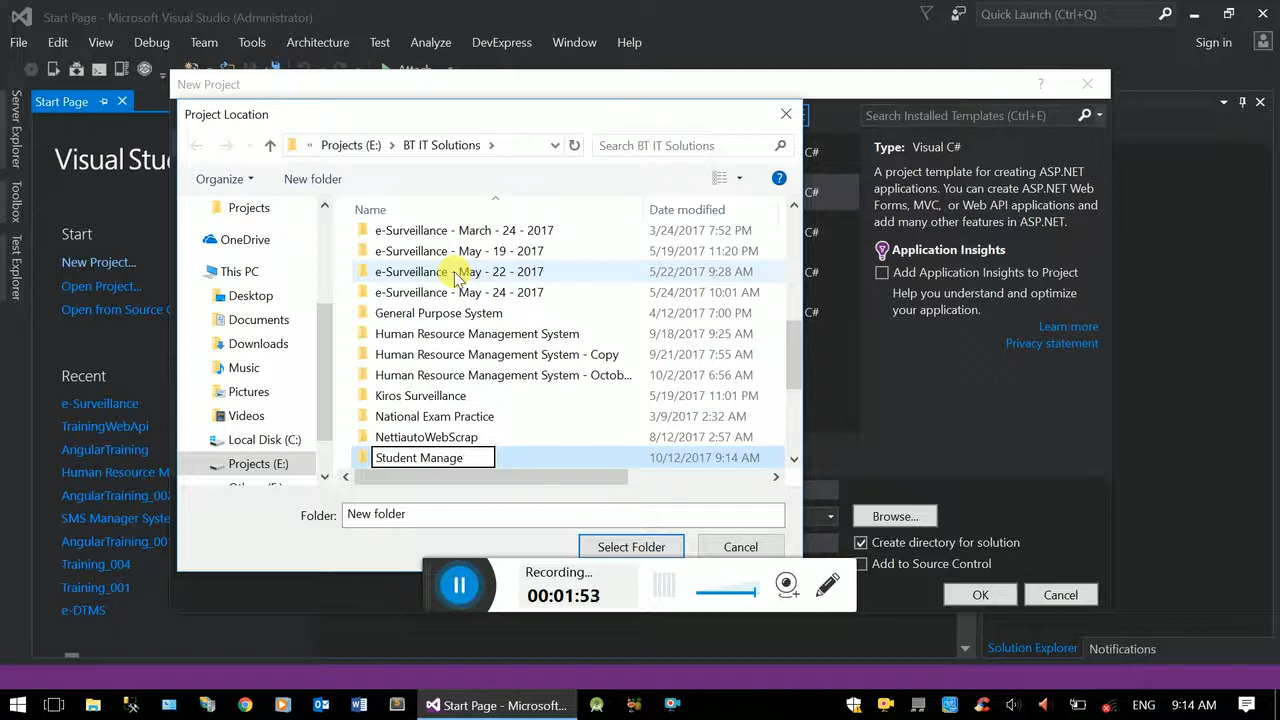 Start Page - Microsoft Visual Studio (Administrator)
Quick Launch (Ctrl+Q)
File Edit View Debug Team Tools Architecture Test Analyze DevExpress Window Help
Sign in
Attach
New Project
Server Explorer
Toolbox
Test Explorer
Start Page
Visual Stu
Start
New Project...
Open Project...
Open from Source C
Recent
e-Surveillance
TrainingWebApi
AngularTraining
Human Resource M
AngularTraining_002
SMS Manager Syste
AngularTraining_001
Training_004
Training_001
e-DTMS
Project Location
« Projects (E:) > BT IT Solutions >
Search BT IT Solutions
Organize
New folder
Projects
OneDrive
This PC
Desktop
Documents
Downloads
Music
Pictures
Videos
Local Disk (C:)
Projects (E:)
Name Date modified
e-Surveillance - March - 24 - 2017 3/24/2017 7:52 PM
e-Surveillance - May - 19 - 2017 5/19/2017 11:20 PM
e-Surveillance - May - 22 - 2017 5/22/2017 9:28 AM
e-Surveillance - May - 24 - 2017 5/24/2017 10:01 AM
General Purpose System 4/12/2017 7:00 PM
Human Resource Management System 9/18/2017 9:25 AM
Human Resource Management System - Copy 9/21/2017 7:55 AM
Human Resource Management System - Octob... 10/2/2017 6:56 AM
Kiros Surveillance 5/19/2017 11:01 PM
National Exam Practice 3/9/2017 2:32 AM
NettiautoWebScrap 8/12/2017 2:57 AM
Student Manage 10/12/2017 9:14 AM
Folder: New folder
Select Folder
Cancel
C#
C#
C#
C#
Search Installed Templates (Ctrl+E)
Type: Visual C#
A project template for creating ASP.NET
applications. You can create ASP.NET Web
Forms, MVC, or Web API applications and
add many other features in ASP.NET.
Application Insights
Add Application Insights to Project
Help you understand and optimize
your application.
Learn more
Privacy statement
Browse...
Create directory for solution
Add to Source Control
OK
Cancel
Recording...
00:01:53
Solution Explorer
Notifications
Start Page - Microsoft...
ENG
9:14 AM